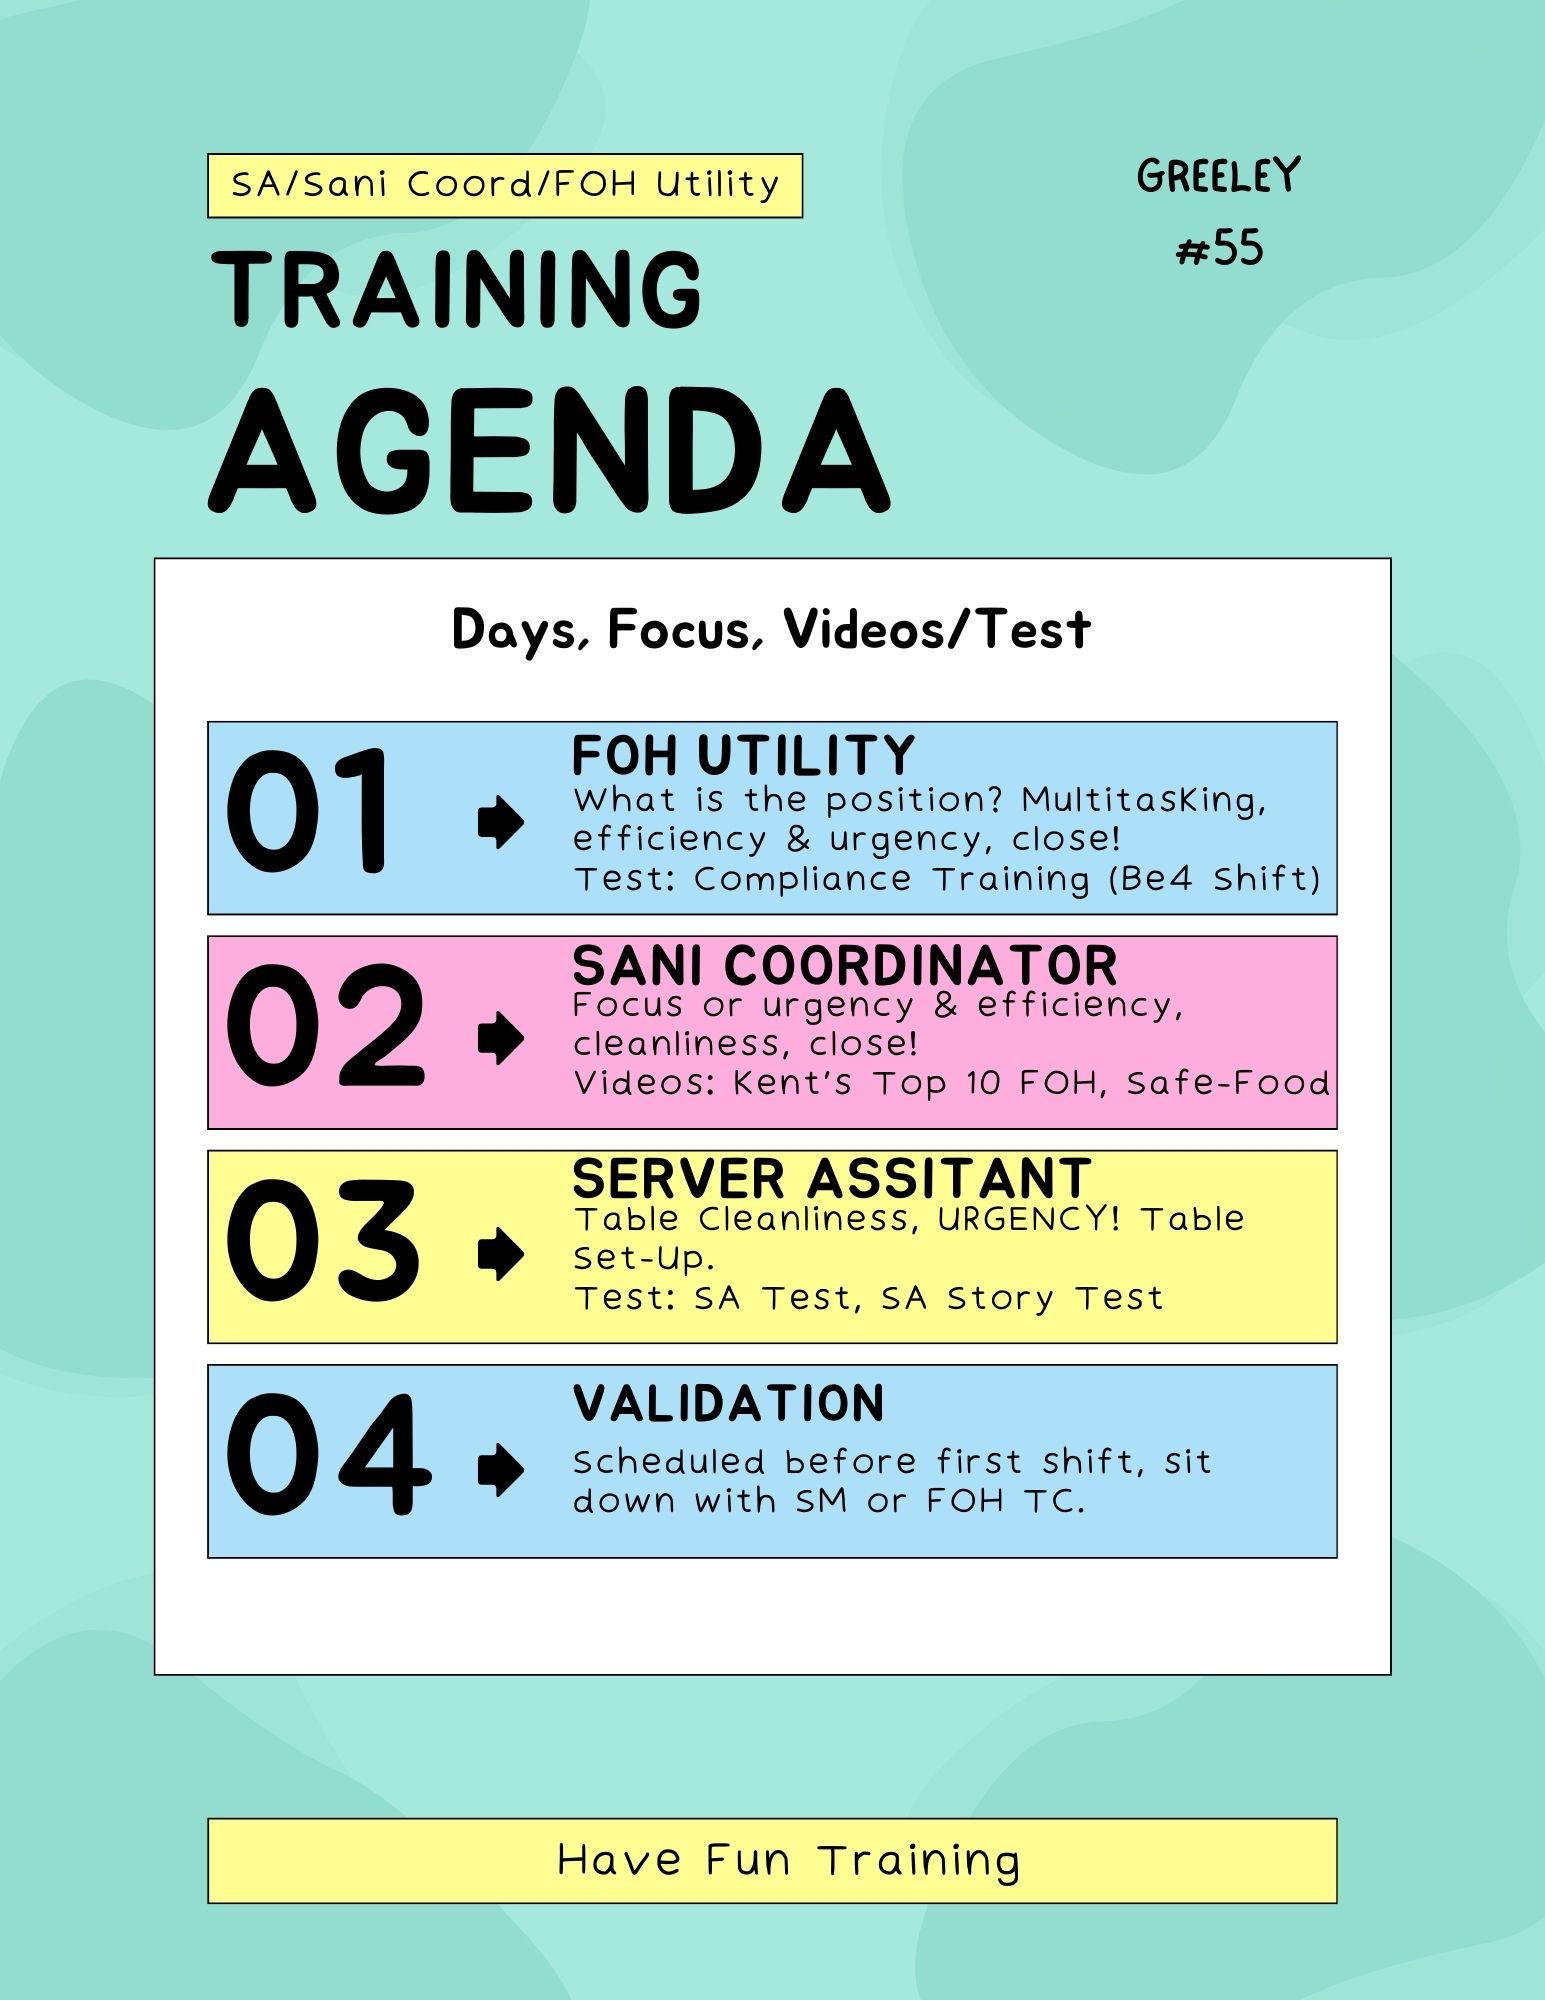 SA/Sani Coord/FOH Utility
GREELEY
#55
TRAINING
AGENDA
Days, Focus, Videos/Test
01
FOH UTILITY
What is the position? Multitasking,
efficiency & urgency, close!
Test: Compliance Training (Be4 Shift)
02
SANI COORDINATOR
Focus or urgency & efficiency,
cleanliness, close!
Videos: Kent's Top 10 FOH, Safe-Food
03
SERVER ASSITANT
Table Cleanliness, URGENCY! Table
Set-Up.
Test: SA Test, SA Story Test
04
VALIDATION
Scheduled before first shift, sit
down with SM or FOH TC.
Have Fun Training